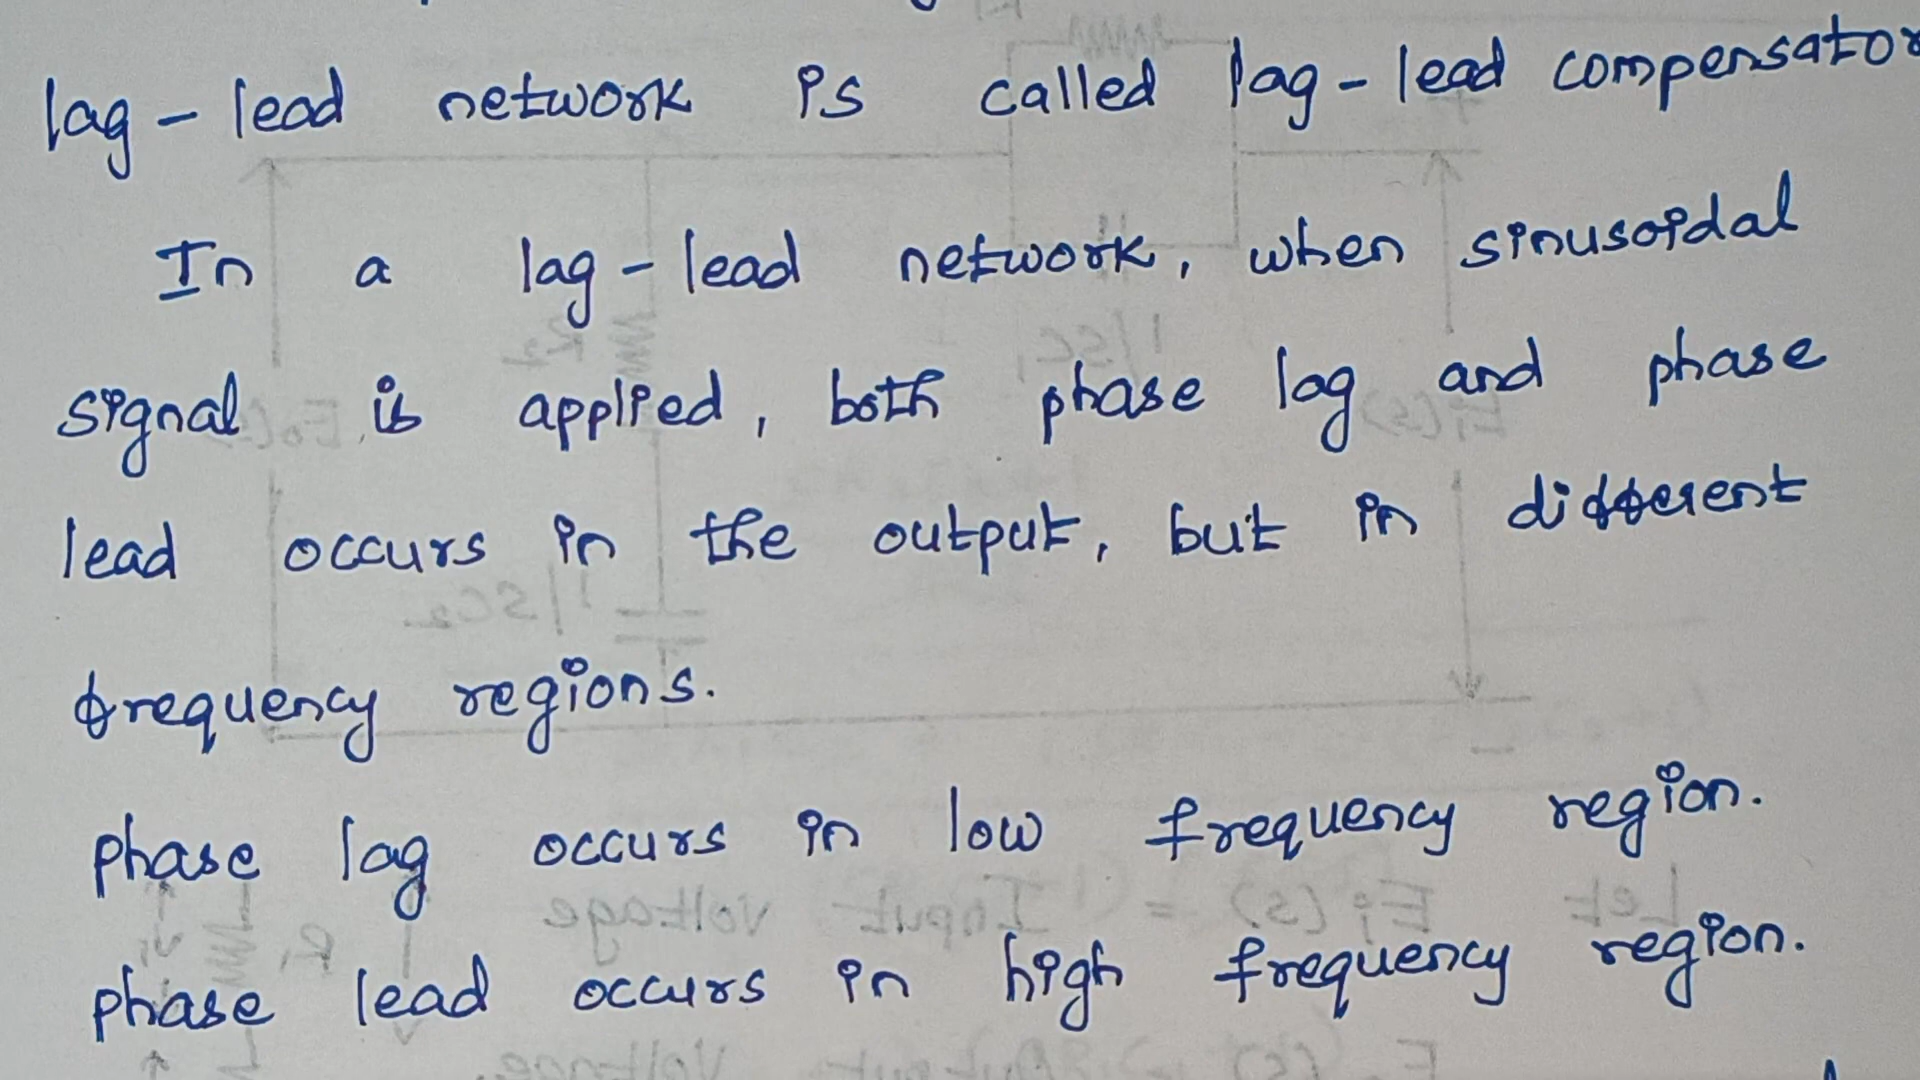 lag - lead network is called lag - lead compensator
In a lag - lead network, when sinusoidal
signal is applied, both phase lag and phase
lead occurs in the output, but in different
frequency regions.
phase lag occurs in low frequency region.
phase lead occurs in high frequency region.